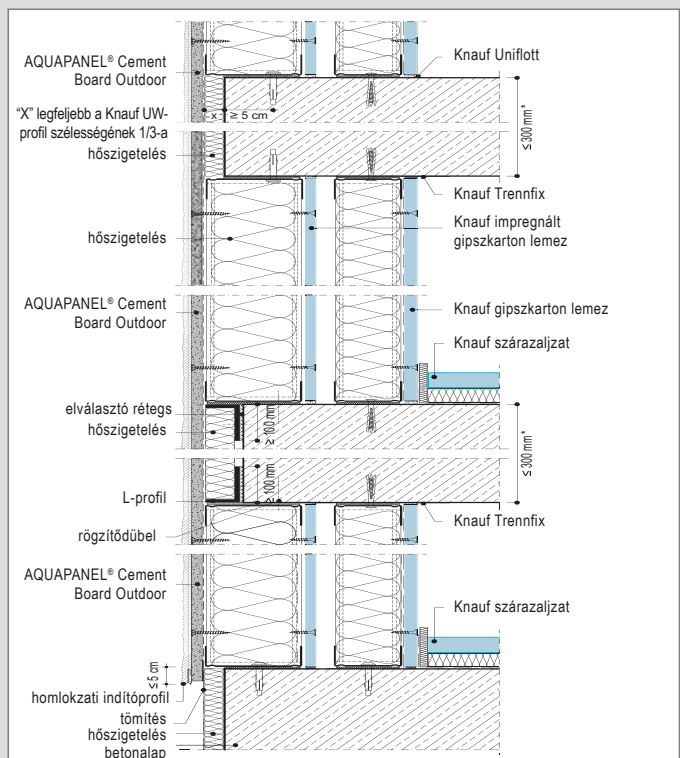 AQUAPANEL® Cement
Board Outdoor
"X" legfeljebb a Knauf UW-
profil szélességének 1/3-a
hőszigetelés
hőszigetelés
AQUAPANEL® Cement
Board Outdoor
elválasztó rétegs
hőszigetelés
L-profil
rögzítődübel
AQUAPANEL® Cement
Board Outdoor
≤ 5 cm
homlokzati indítóprofil
tömítés
hőszigetelés
betonalap
x
≥ 5 cm
≥ 100 mm
≥ 100 mm
Knauf Uniflott
≤ 300 mm*
Knauf Trennfix
Knauf impregnált
gipszkarton lemez
Knauf gipszkarton lemez
Knauf szárazaljzat
≤ 300 mm*
Knauf Trennfix
Knauf szárazaljzat